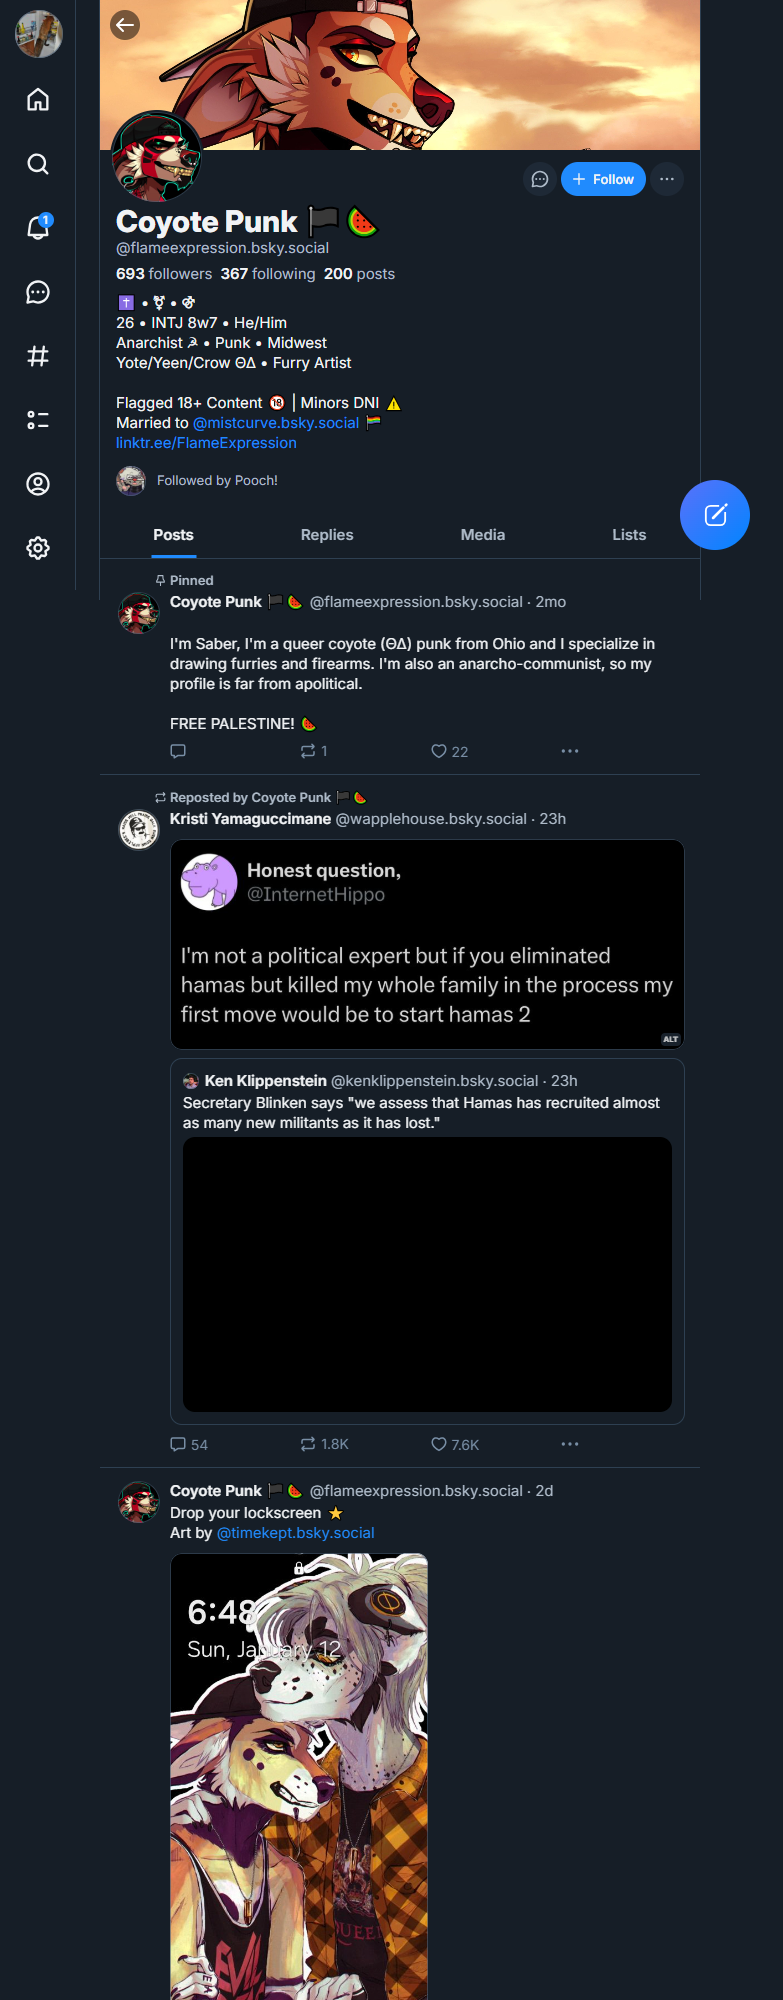 1
Follow
Coyote Punk 🏴🍉
@flameexpression.bsky.social
693 followers 367 following 200 posts
✝️ • ⚧ • ⚣
26 • INTJ 8w7 • He/Him
Anarchist ☭ • Punk • Midwest
Yote/Yeen/Crow ΘΔ • Furry Artist
Flagged 18+ Content 🔞 | Minors DNI ⚠️
Married to @mistcurve.bsky.social 🏳️‍🌈
linktr.ee/FlameExpression
Followed by Pooch!
Posts Replies Media Lists
Pinned
Coyote Punk 🏴🍉 @flameexpression.bsky.social · 2mo
I'm Saber, I'm a queer coyote (ΘΔ) punk from Ohio and I specialize in
drawing furries and firearms. I'm also an anarcho-communist, so my
profile is far from apolitical.
FREE PALESTINE! 🍉
1 22
Reposted by Coyote Punk 🏴🍉
Kristi Yamaguccimane @wapplehouse.bsky.social · 23h
Honest question,
@InternetHippo
I'm not a political expert but if you eliminated
hamas but killed my whole family in the process my
first move would be to start hamas 2
ALT
Ken Klippenstein @kenklippenstein.bsky.social · 23h
Secretary Blinken says "we assess that Hamas has recruited almost
as many new militants as it has lost."
54 1.8K 7.6K
Coyote Punk 🏴🍉 @flameexpression.bsky.social · 2d
Drop your lockscreen ⭐
Art by @timekept.bsky.social
6:48
Sun, January 12
QUEEN
EVIL